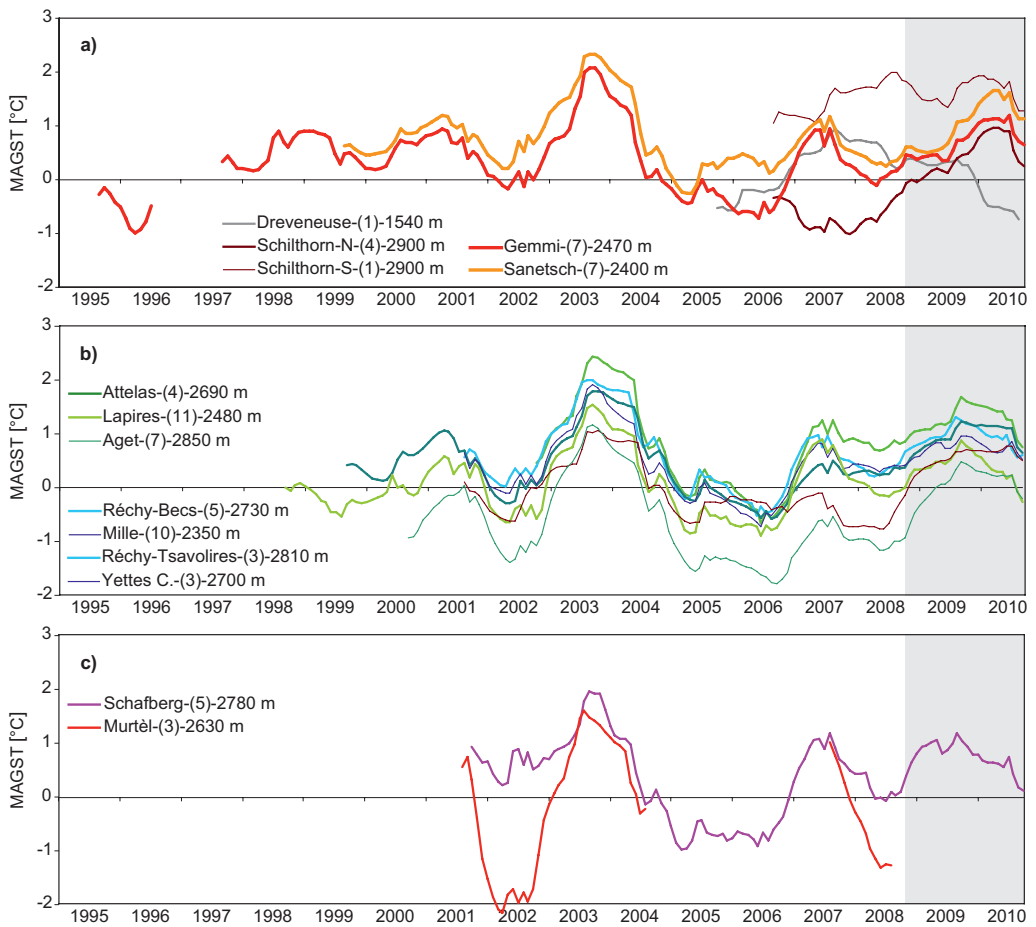 3
a)
2
1
0
-1
-2
MAGST [°C]
Dreveneuse-(1)-1540 m
Schilthorn-N-(4)-2900 m
Schilthorn-S-(1)-2900 m
Gemmi-(7)-2470 m
Sanetsch-(7)-2400 m
1995 1996 1997 1998 1999 2000 2001 2002 2003 2004 2005 2006 2007 2008 2009 2010
3
b)
2
1
0
-1
-2
MAGST [°C]
Attelas-(4)-2690 m
Lapires-(11)-2480 m
Aget-(7)-2850 m
Réchy-Becs-(5)-2730 m
Mille-(10)-2350 m
Réchy-Tsavolires-(3)-2810 m
Yettes C.-(3)-2700 m
1995 1996 1997 1998 1999 2000 2001 2002 2003 2004 2005 2006 2007 2008 2009 2010
3
c)
2
1
0
-1
-2
MAGST [°C]
Schafberg-(5)-2780 m
Murtèl-(3)-2630 m
1995 1996 1997 1998 1999 2000 2001 2002 2003 2004 2005 2006 2007 2008 2009 2010